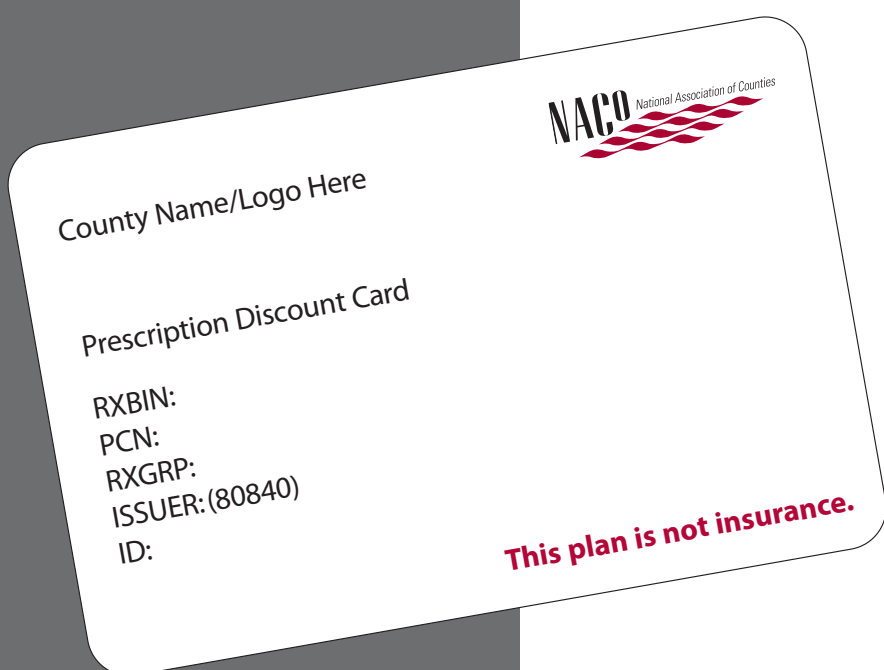 NACO National Association of Counties
County Name/Logo Here
Prescription Discount Card
RXBIN:
PCN:
RXGRP:
ISSUER: (80840)
ID:
This plan is not insurance.